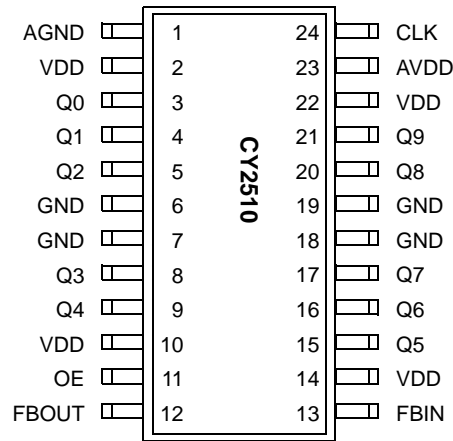 AGND 1 24 CLK
VDD 2 23 AVDD
Q0 3 22 VDD
Q1 4 21 Q9
Q2 5 20 Q8
GND 6 19 GND
GND 7 18 GND
Q3 8 17 Q7
Q4 9 16 Q6
VDD 10 15 Q5
OE 11 14 VDD
FBOUT 12 13 FBIN
CY2510